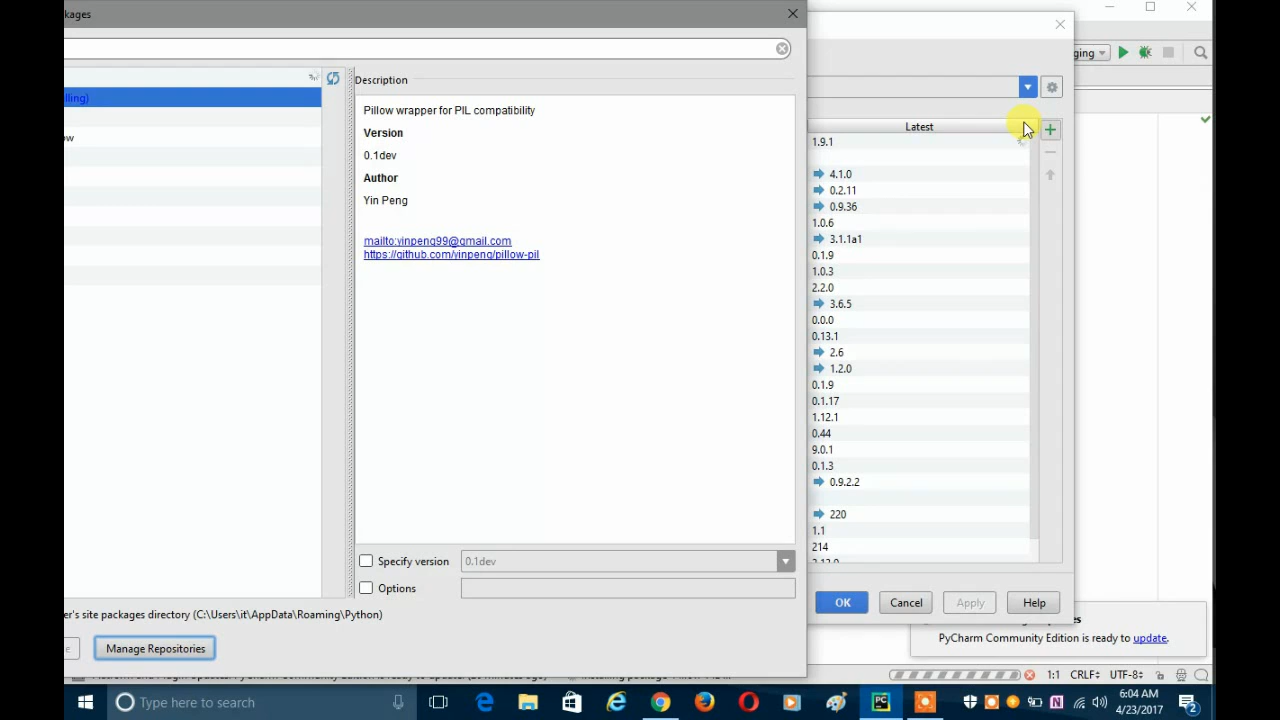 kages
ging
Description
lling)
Pillow wrapper for PIL compatibility
Latest
Version
ow
1.9.1
0.1dev
4.1.0
Author
0.2.11
Yin Peng
0.9.36
1.0.6
mailto:yinpeng99@gmail.com
3.1.1a1
https://github.com/yinpeng/pillow-pil
0.1.9
1.0.3
2.2.0
3.6.5
0.0.0
0.13.1
2.6
1.2.0
0.1.9
0.1.17
1.12.1
0.44
9.0.1
0.1.3
0.9.2.2
220
1.1
214
Specify version
0.1dev
Options
OK
Cancel
Apply
Help
er's site packages directory (C:\Users\it\AppData\Roaming\Python)
PyCharm Community Edition is ready to update.
Manage Repositories
1:1 CRLF÷ UTF-8÷
Type here to search
6:04 AM
4/23/2017
2